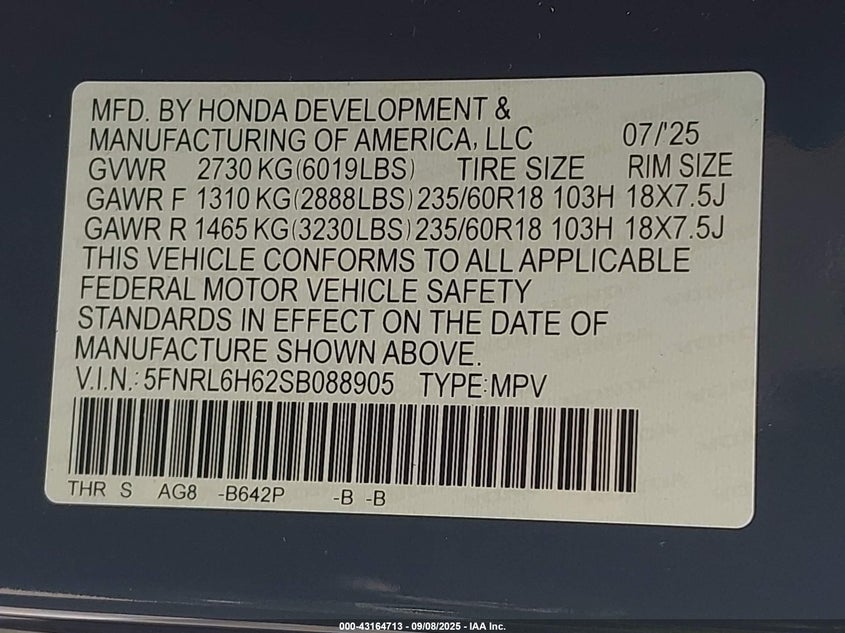 MFD. BY HONDA DEVELOPMENT &
MANUFACTURING OF AMERICA, LLC 07/'25
GVWR 2730 KG(6019LBS) TIRE SIZE RIM SIZE
GAWR F 1310 KG(2888LBS) 235/60R18 103H 18X7.5J
GAWR R 1465 KG(3230LBS) 235/60R18 103H 18X7.5J
THIS VEHICLE CONFORMS TO ALL APPLICABLE
FEDERAL MOTOR VEHICLE SAFETY
STANDARDS IN EFFECT ON THE DATE OF
MANUFACTURE SHOWN ABOVE.
V.I.N.: 5FNRL6H62SB088905 TYPE: MPV
THR S AG8 -B642P -B -B
000-43164713 - 09/08/2025 - IAA Inc.